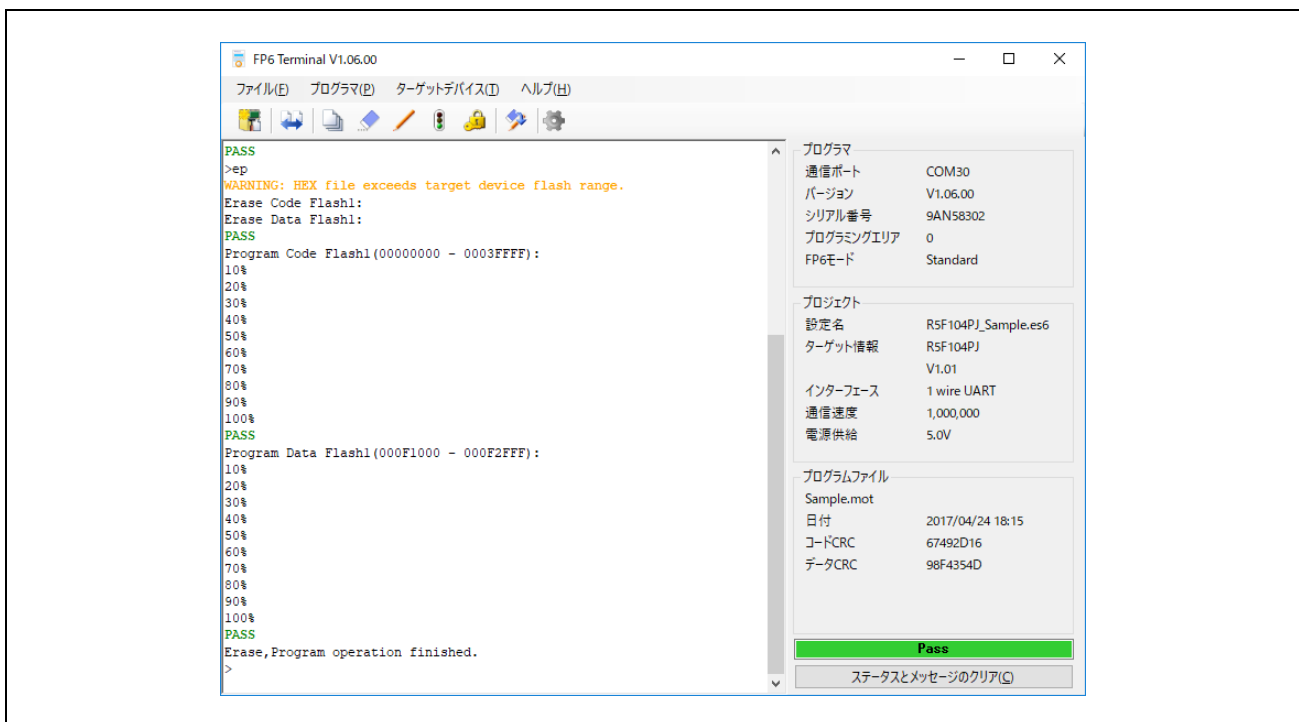 FP6 Terminal V1.06.00
ファイル(F) プログラマ(P) ターゲットデバイス(T) ヘルプ(H)
PASS
>ep
WARNING: HEX file exceeds target device flash range.
Erase Code Flash1:
Erase Data Flash1:
PASS
Program Code Flash1(00000000 - 0003FFFF):
10%
20%
30%
40%
50%
60%
70%
80%
90%
100%
PASS
Program Data Flash1(000F1000 - 000F2FFF):
10%
20%
30%
40%
50%
60%
70%
80%
90%
100%
PASS
Erase,Program operation finished.
>
プログラマ
通信ポート COM30
バージョン V1.06.00
シリアル番号 9AN58302
プログラミングエリア 0
FP6モード Standard
プロジェクト
設定名 R5F104PJ_Sample.es6
ターゲット情報 R5F104PJ
V1.01
インターフェース 1 wire UART
通信速度 1,000,000
電源供給 5.0V
プログラムファイル
Sample.mot
日付 2017/04/24 18:15
コードCRC 67492D16
データCRC 98F4354D
Pass
ステータスとメッセージのクリア(C)